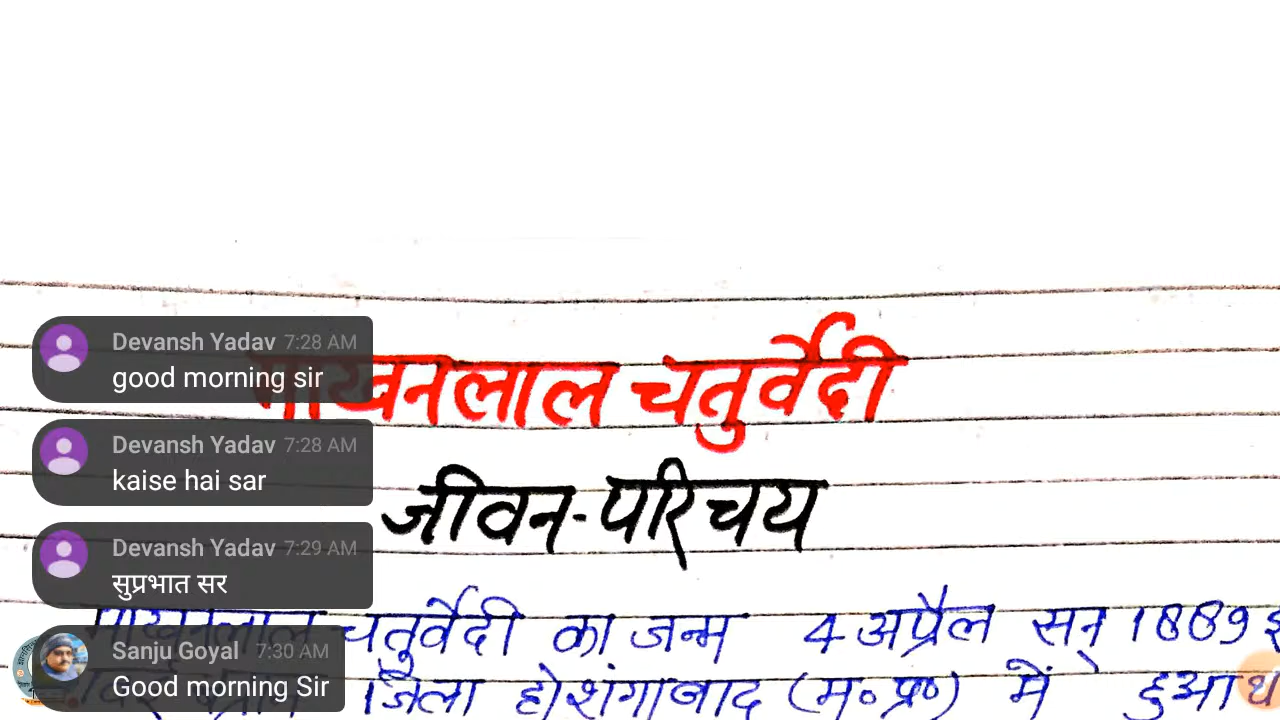 माखनलाल चतुर्वेदी
जीवन-परिचय
माखनलाल चतुर्वेदी का जन्म 4 अप्रैल सन् 1889
जिला होशंगाबाद (म०प्र०) में हुआ था
Devansh Yadav 7:28 AM
good morning sir
Devansh Yadav 7:28 AM
kaise hai sar
Devansh Yadav 7:29 AM
सुप्रभात सर
Sanju Goyal 7:30 AM
Good morning Sir